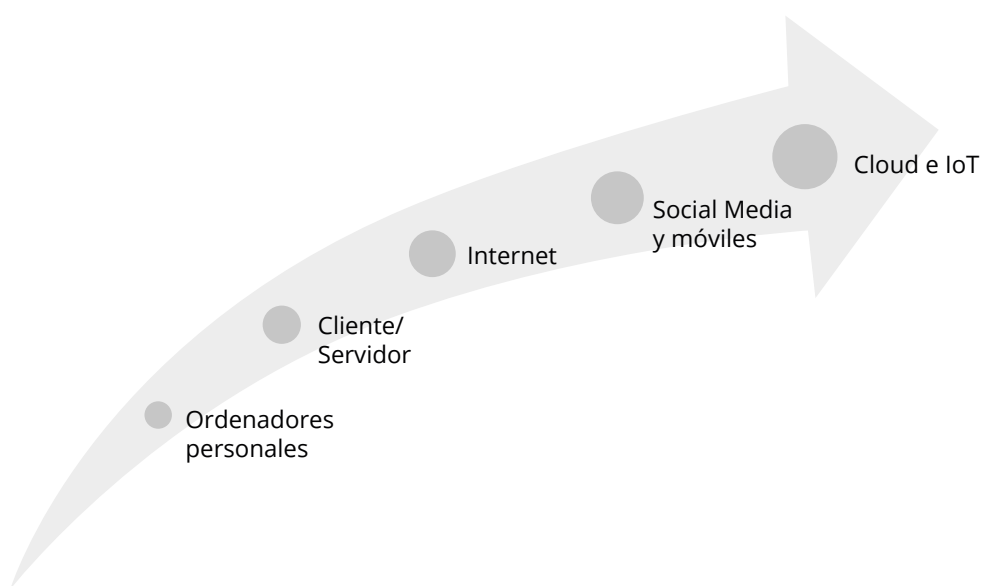 Cloud e IoT
Social Media
y móviles
Internet
Cliente/
Servidor
Ordenadores
personales